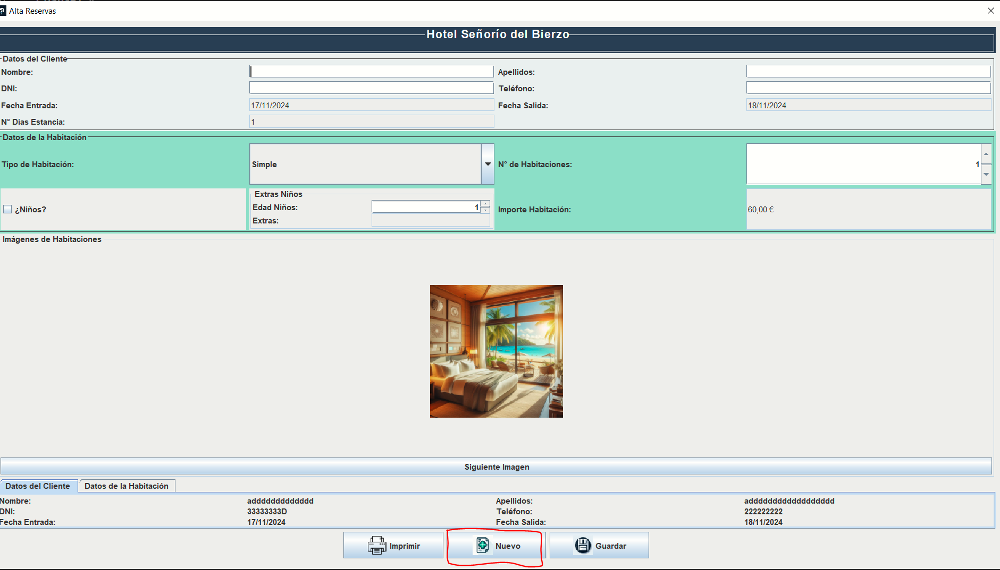 Alta Reservas
Hotel Señorío del Bierzo
Datos del Cliente
Nombre: Apellidos:
DNI: Teléfono:
Fecha Entrada: 17/11/2024 Fecha Salida: 18/11/2024
N° Días Estancia: 1
Datos de la Habitación
Tipo de Habitación: Simple N° de Habitaciones: 1
Extras Niños
¿Niños? Edad Niños: 1 Importe Habitación: 60,00 €
Extras:
Imágenes de Habitaciones
Siguiente Imagen
Datos del Cliente Datos de la Habitación
Nombre: addddddddddddd Apellidos: addddddddddddddddd
DNI: 33333333D Teléfono: 222222222
Fecha Entrada: 17/11/2024 Fecha Salida: 18/11/2024
Imprimir Nuevo Guardar